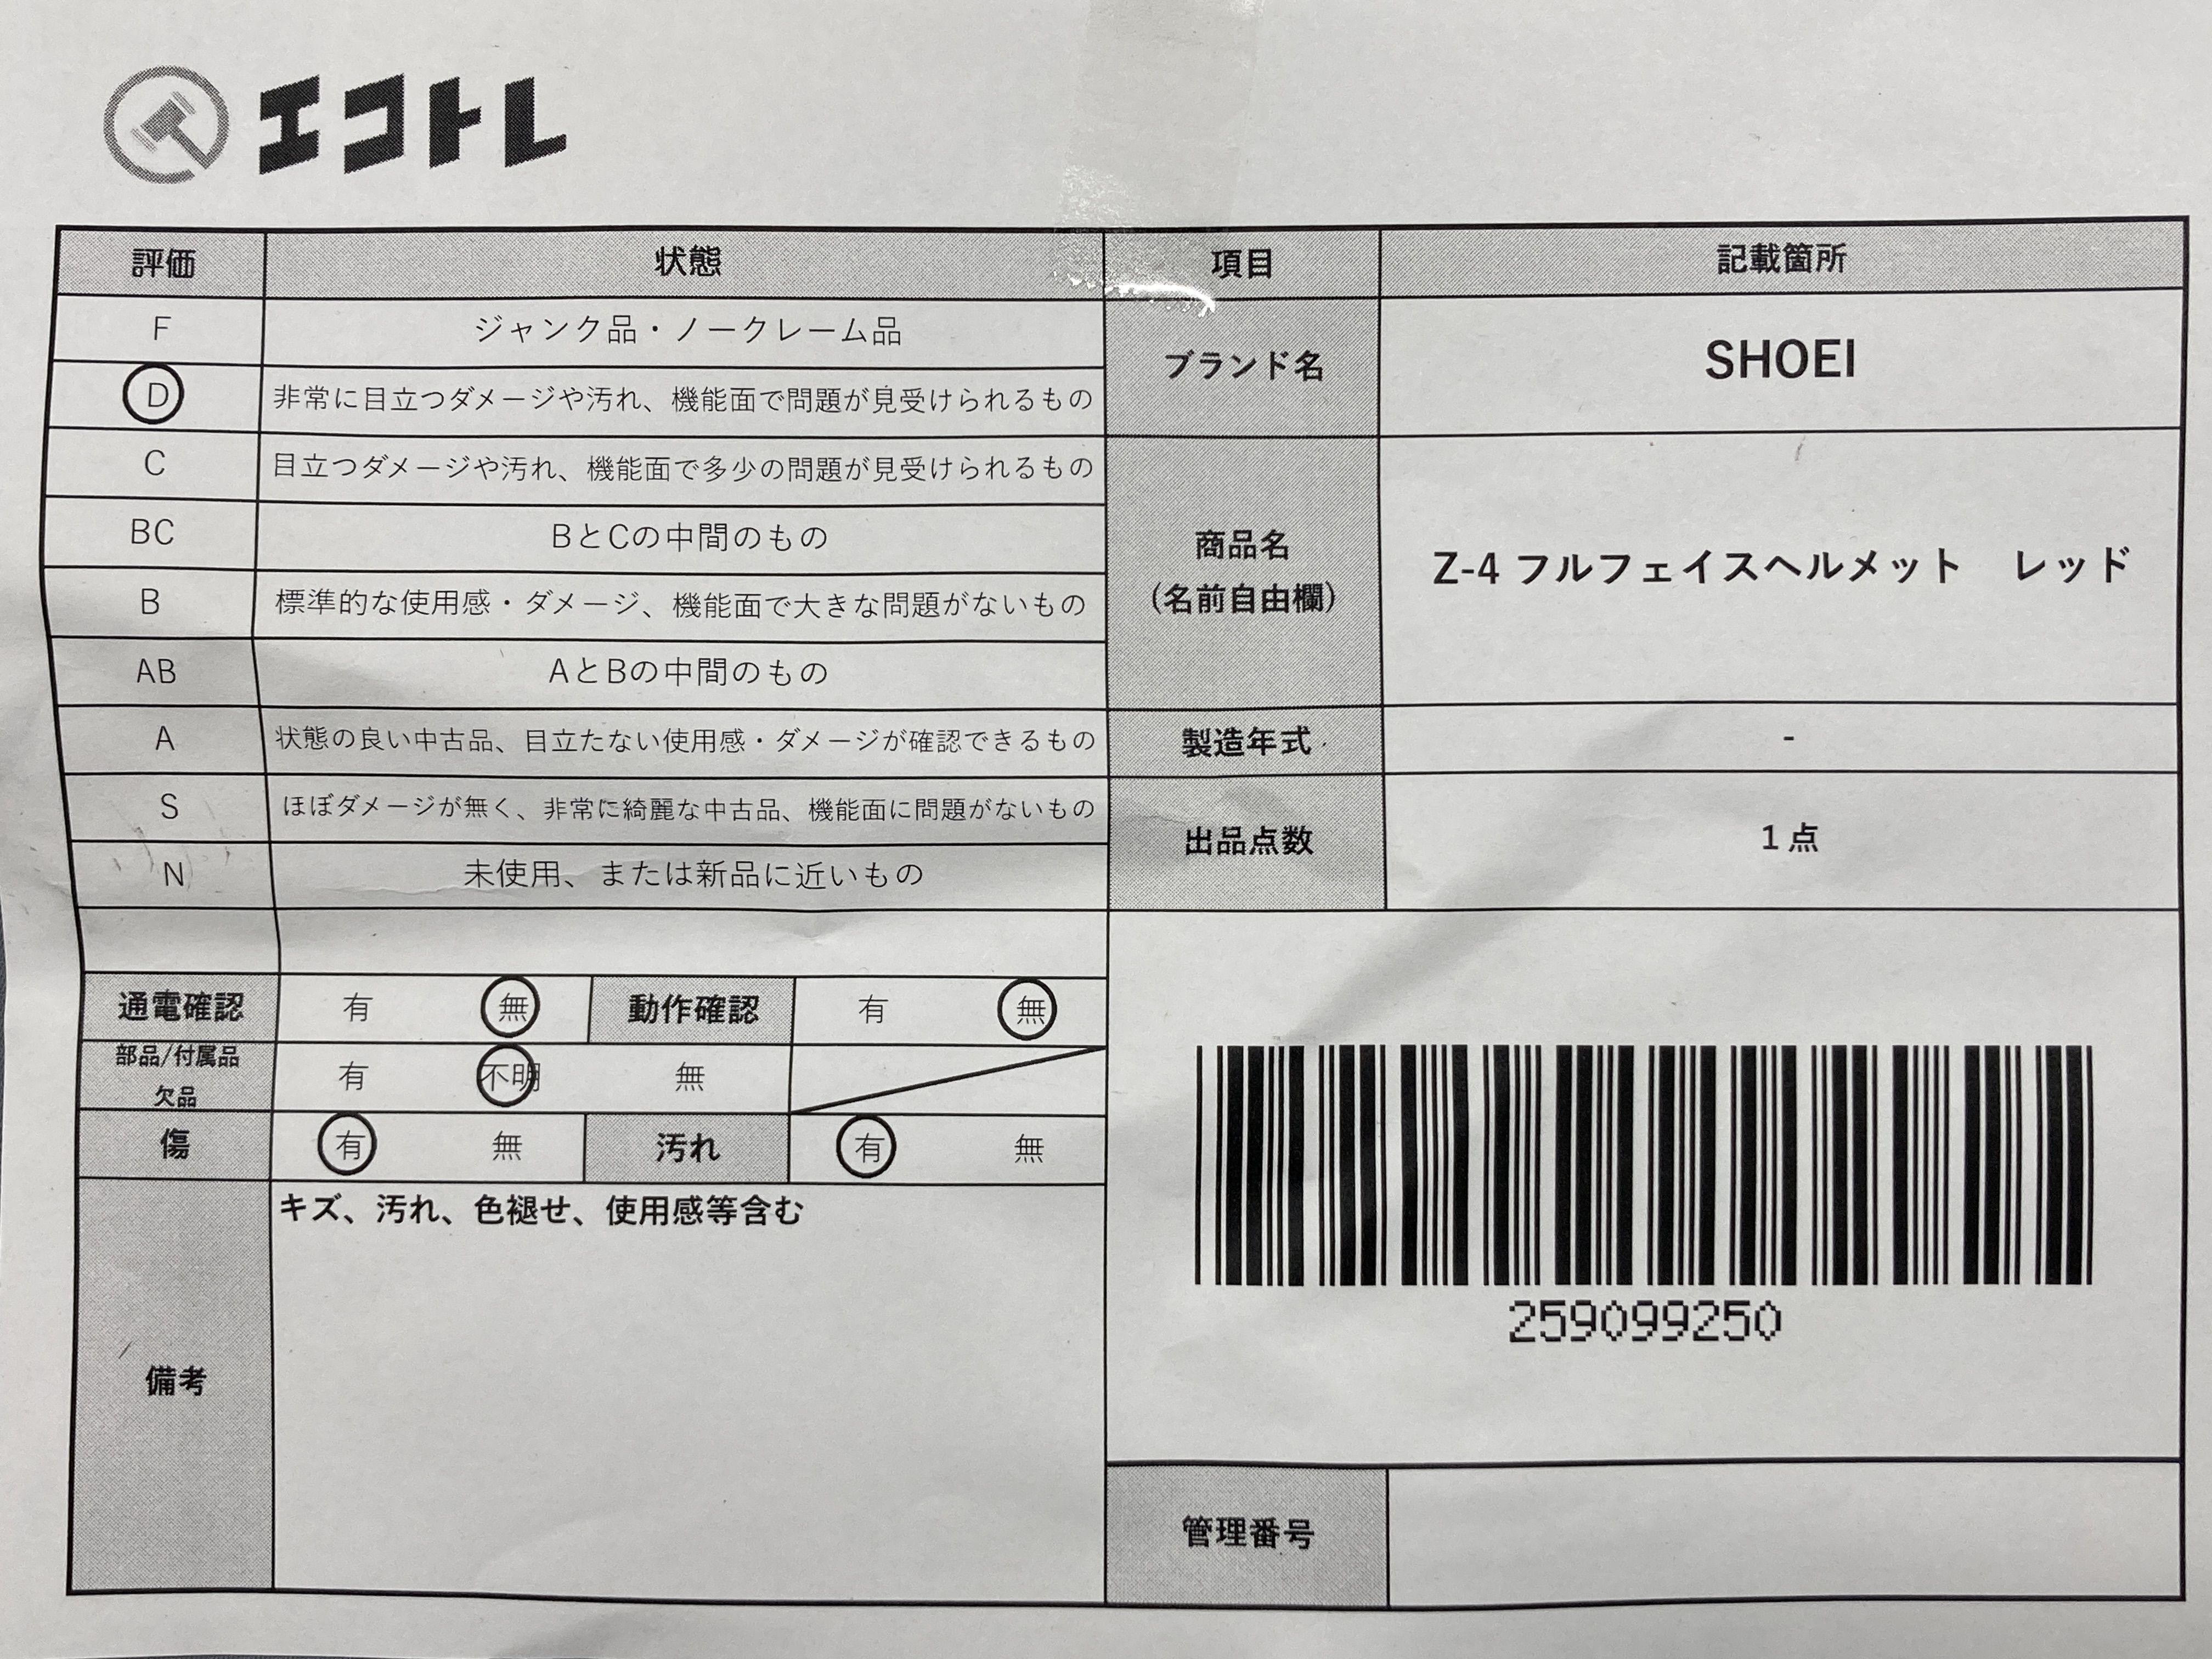 エコトレ
評価 状態 項目 記載箇所
F ジャンク品・ノークレーム品
D 非常に目立つダメージや汚れ、機能面で問題が見受けられるもの
ブランド名 SHOEI
C 目立つダメージや汚れ、機能面で多少の問題が見受けられるもの
BC BとCの中間のもの
B 標準的な使用感・ダメージ、機能面で大きな問題がないもの
商品名
(名前自由欄)
Z-4 フルフェイスヘルメット レッド
AB AとBの中間のもの
A 状態の良い中古品、目立たない使用感・ダメージが確認できるもの
製造年式 -
S ほぼダメージが無く、非常に綺麗な中古品、機能面に問題がないもの
出品点数 1点
N 未使用、または新品に近いもの
通電確認 有 無 動作確認 有 無
部品/付属品
欠品
有 不明 無
傷 有 無 汚れ 有 無
備考
キズ、汚れ、色褪せ、使用感等含む
259099250
管理番号